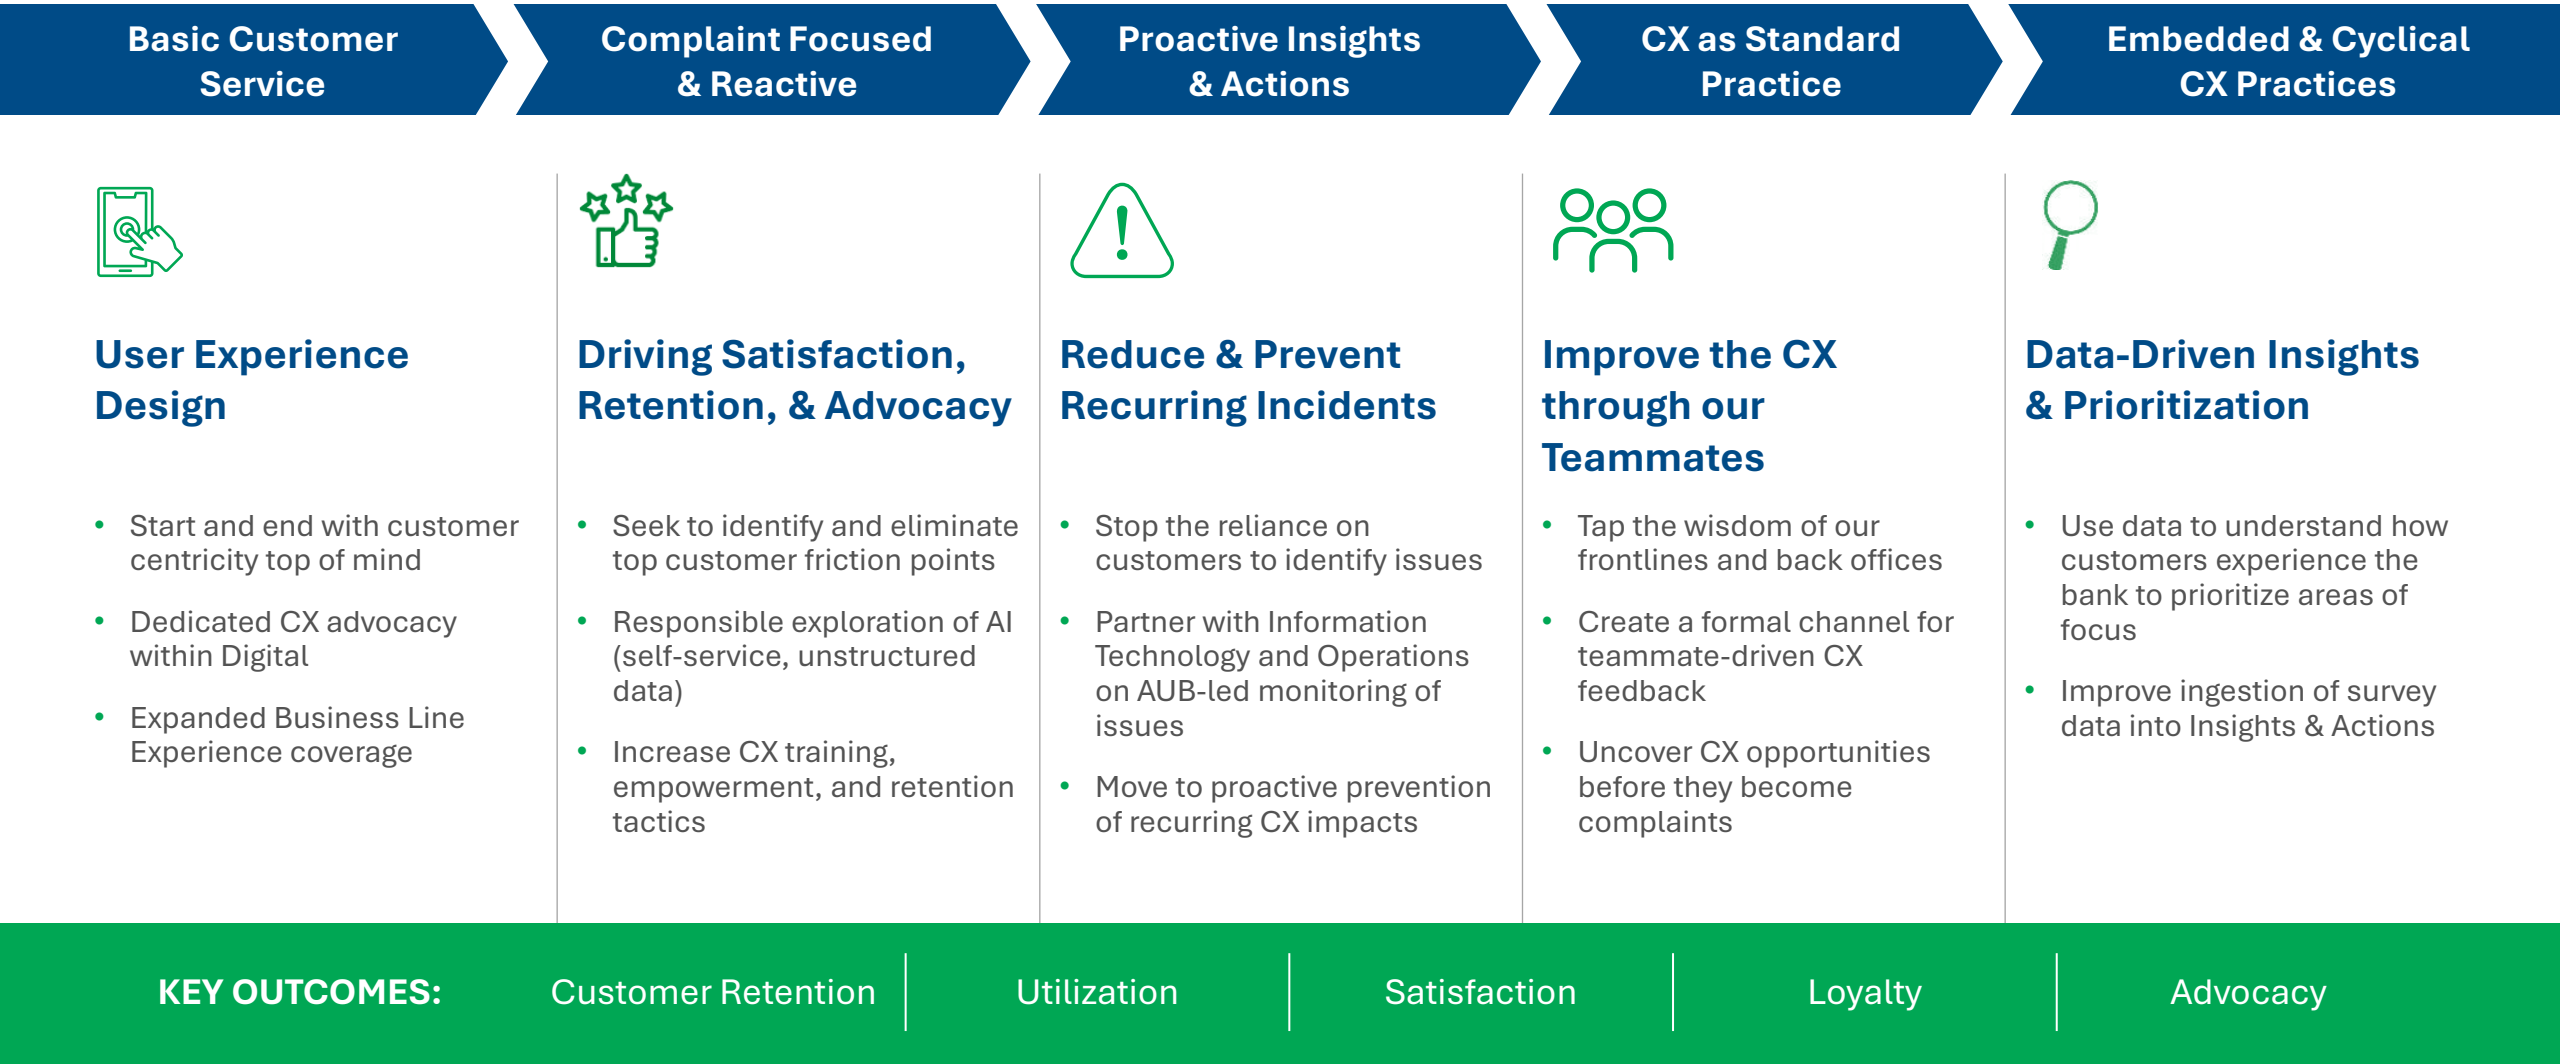 Basic Customer
Service
Complaint Focused
& Reactive
Proactive Insights
& Actions
CX as Standard
Practice
Embedded & Cyclical
CX Practices
User Experience
Design
• Start and end with customer
centricity top of mind
• Dedicated CX advocacy
within Digital
• Expanded Business Line
Experience coverage
Driving Satisfaction,
Retention, & Advocacy
• Seek to identify and eliminate
top customer friction points
• Responsible exploration of AI
(self-service, unstructured
data)
• Increase CX training,
empowerment, and retention
tactics
Reduce & Prevent
Recurring Incidents
• Stop the reliance on
customers to identify issues
• Partner with Information
Technology and Operations
on AUB-led monitoring of
issues
• Move to proactive prevention
of recurring CX impacts
Improve the CX
through our
Teammates
• Tap the wisdom of our
frontlines and back offices
• Create a formal channel for
teammate-driven CX
feedback
• Uncover CX opportunities
before they become
complaints
Data-Driven Insights
& Prioritization
• Use data to understand how
customers experience the
bank to prioritize areas of
focus
• Improve ingestion of survey
data into Insights & Actions
KEY OUTCOMES:
Customer Retention
Utilization
Satisfaction
Loyalty
Advocacy